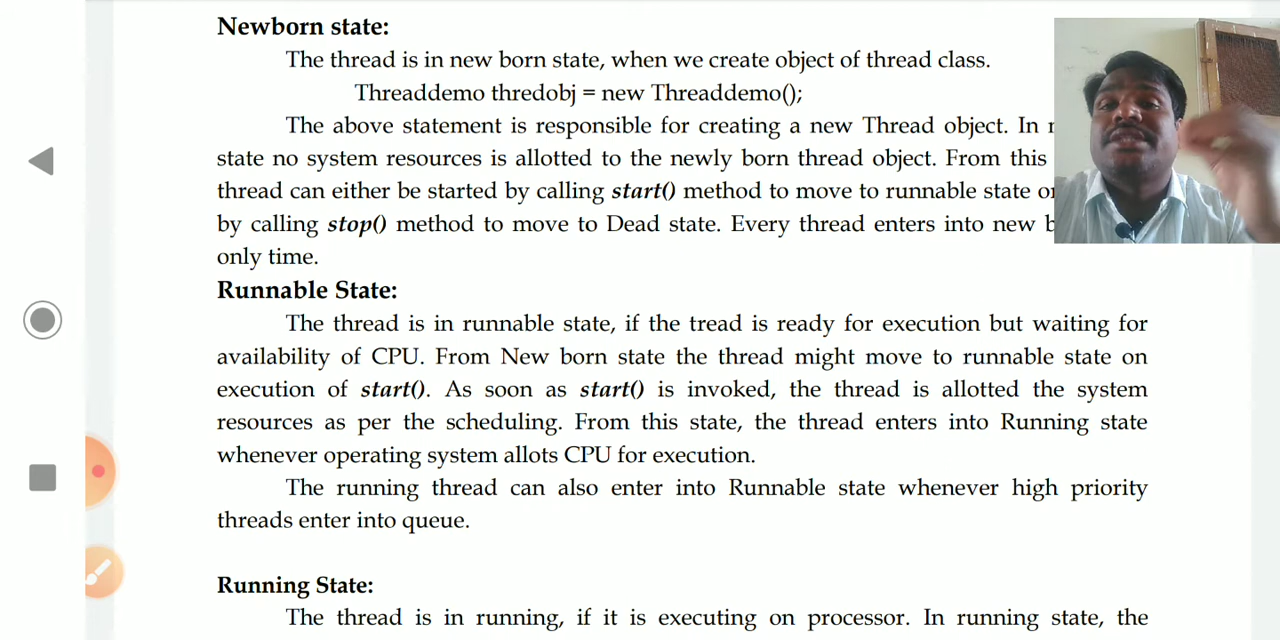 Newborn state:
The thread is in new born state, when we create object of thread class.
Threaddemo thredobj = new Threaddemo();
The above statement is responsible for creating a new Thread object. In
state no system resources is allotted to the newly born thread object. From this
thread can either be started by calling start() method to move to runnable state
by calling stop() method to move to Dead state. Every thread enters into new
only time.
Runnable State:
The thread is in runnable state, if the tread is ready for execution but waiting for
availability of CPU. From New born state the thread might move to runnable state on
execution of start(). As soon as start() is invoked, the thread is allotted the system
resources as per the scheduling. From this state, the thread enters into Running state
whenever operating system allots CPU for execution.
The running thread can also enter into Runnable state whenever high priority
threads enter into queue.
Running State:
The thread is in running, if it is executing on processor. In running state, the